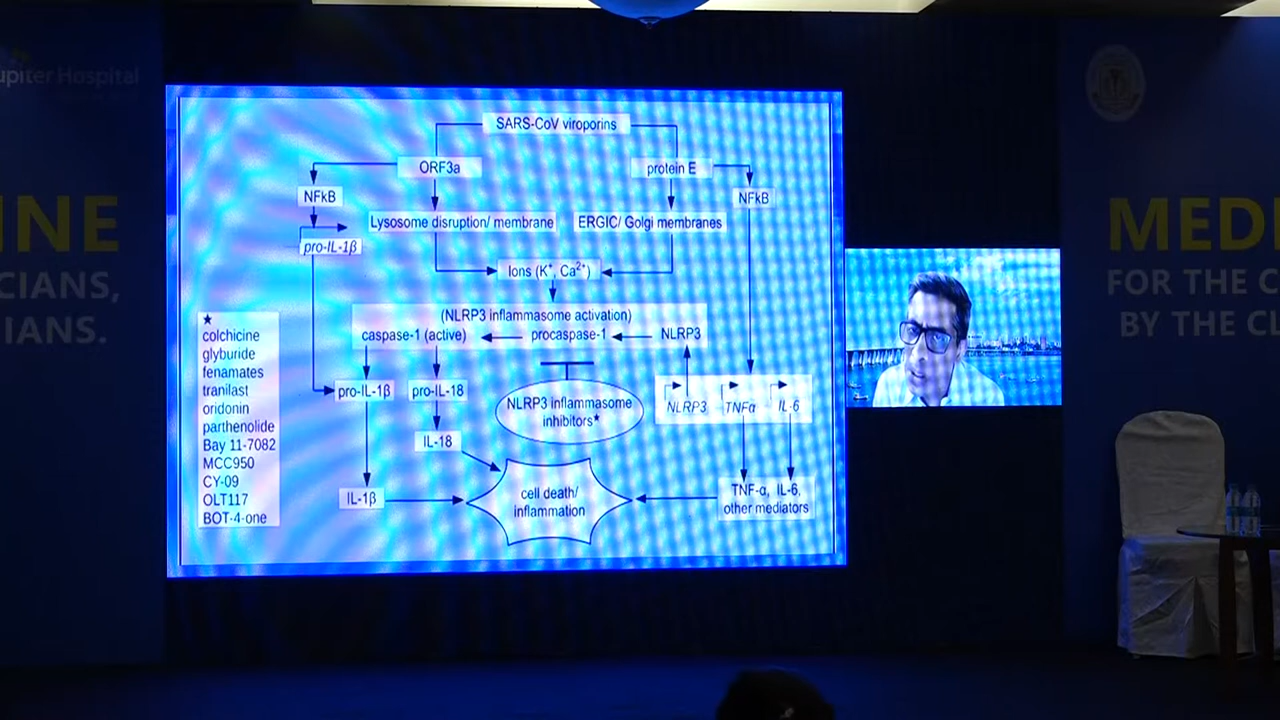 upiter Hospital
INE
CIANS,
IANS.
SARS-CoV viroporins
ORF3a
protein E
NFkB
NFkB
Lysosome disruption/ membrane
ERGIC/ Golgi membranes
pro-IL-1β
Ions (K⁺, Ca²⁺)
(NLRP3 inflammasome activation)
caspase-1 (active)
procaspase-1
NLRP3
★
colchicine
glyburide
fenamates
tranilast
oridonin
parthenolide
Bay 11-7082
MCC950
CY-09
OLT117
BOT-4-one
pro-IL-1β
pro-IL-18
NLRP3 inflammasome
inhibitors★
NLRP3
TNFα
IL-6
IL-18
IL-1β
cell death/
inflammation
TNF-α, IL-6,
other mediators
MEDI
FOR THE C
BY THE CL